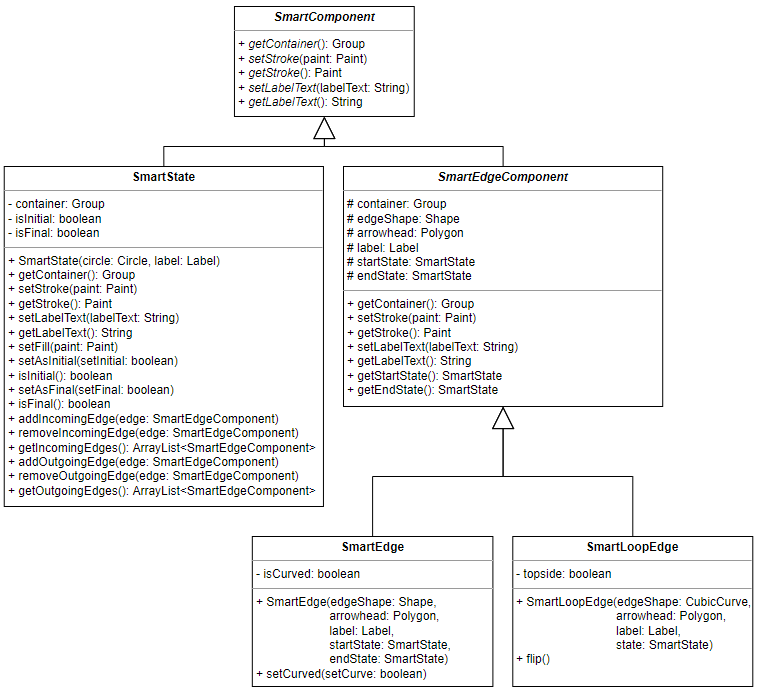 SmartComponent
+ getContainer(): Group
+ setStroke(paint: Paint)
+ getStroke(): Paint
+ setLabelText(labelText: String)
+ getLabelText(): String
SmartState
- container: Group
- isInitial: boolean
- isFinal: boolean
+ SmartState(circle: Circle, label: Label)
+ getContainer(): Group
+ setStroke(paint: Paint)
+ getStroke(): Paint
+ setLabelText(labelText: String)
+ getLabelText(): String
+ setFill(paint: Paint)
+ setAsInitial(setInitial: boolean)
+ isInitial(): boolean
+ setAsFinal(setFinal: boolean)
+ isFinal(): boolean
+ addIncomingEdge(edge: SmartEdgeComponent)
+ removeIncomingEdge(edge: SmartEdgeComponent)
+ getIncomingEdges(): ArrayList<SmartEdgeComponent>
+ addOutgoingEdge(edge: SmartEdgeComponent)
+ removeOutgoingEdge(edge: SmartEdgeComponent)
+ getOutgoingEdges(): ArrayList<SmartEdgeComponent>
SmartEdgeComponent
# container: Group
# edgeShape: Shape
# arrowhead: Polygon
# label: Label
# startState: SmartState
# endState: SmartState
+ getContainer(): Group
+ setStroke(paint: Paint)
+ getStroke(): Paint
+ setLabelText(labelText: String)
+ getLabelText(): String
+ getStartState(): SmartState
+ getEndState(): SmartState
SmartEdge
- isCurved: boolean
+ SmartEdge(edgeShape: Shape,
arrowhead: Polygon,
label: Label,
startState: SmartState,
endState: SmartState)
+ setCurved(setCurve: boolean)
SmartLoopEdge
- topside: boolean
+ SmartLoopEdge(edgeShape: CubicCurve,
arrowhead: Polygon,
label: Label,
state: SmartState)
+ flip()